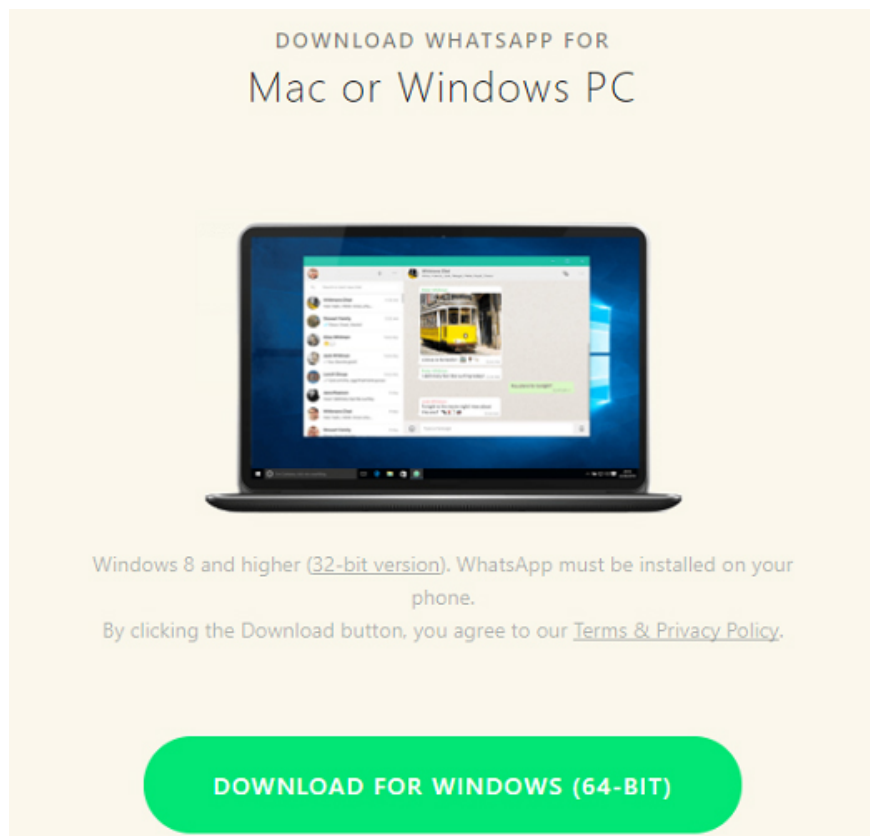 DOWNLOAD WHATSAPP FOR
Mac or Windows PC
Windows 8 and higher (32-bit version). WhatsApp must be installed on your
phone.
By clicking the Download button, you agree to our Terms & Privacy Policy.
DOWNLOAD FOR WINDOWS (64-BIT)